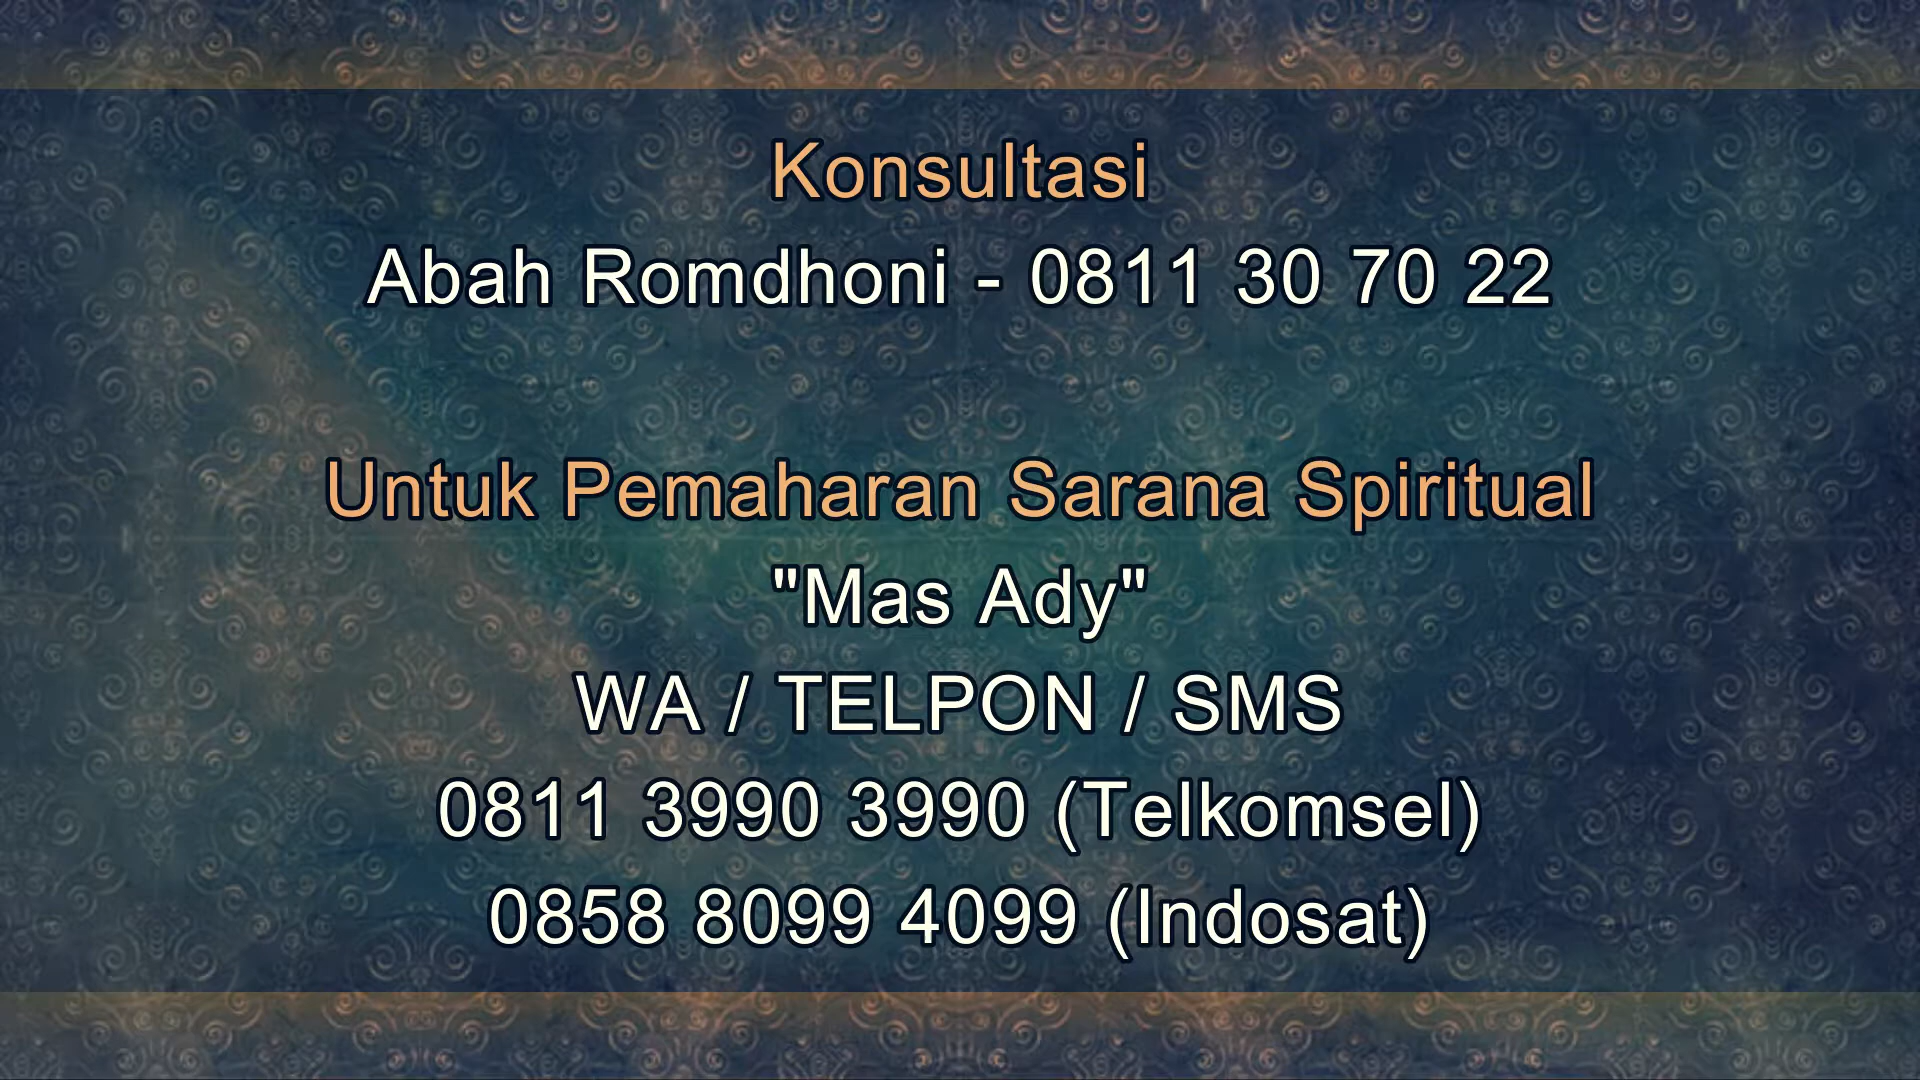 Konsultasi
Abah Romdhoni - 0811 30 70 22
Untuk Pemaharan Sarana Spiritual
"Mas Ady"
WA / TELPON / SMS
0811 3990 3990 (Telkomsel)
0858 8099 4099 (Indosat)